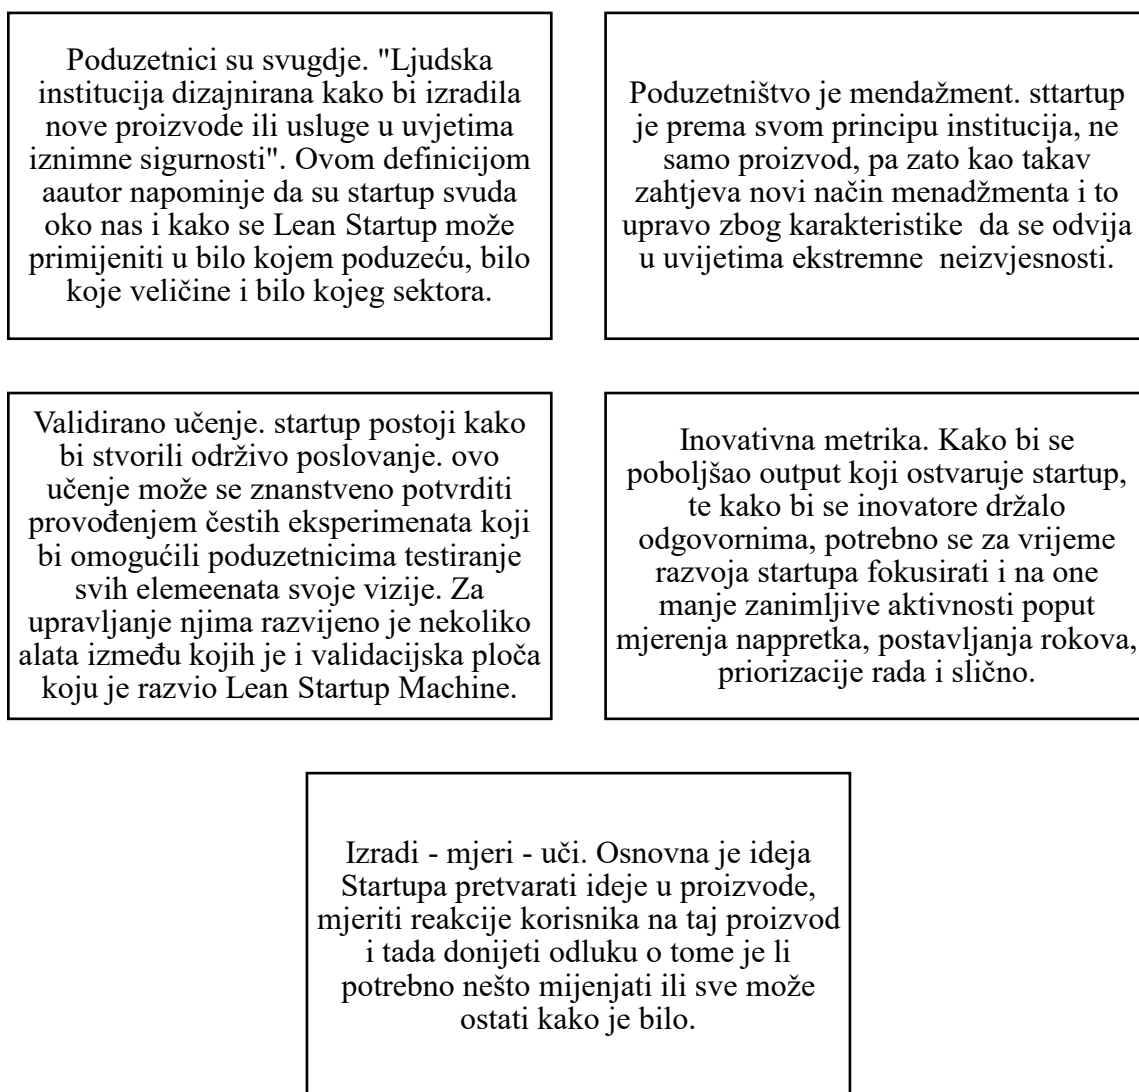 Poduzetnici su svugdje. "Ljudska
institucija dizajnirana kako bi izradila
nove proizvode ili usluge u uvjetima
iznimne sigurnosti". Ovom definicijom
aautor napominje da su startup svuda
oko nas i kako se Lean Startup može
primijeniti u bilo kojem poduzeću, bilo
koje veličine i bilo kojeg sektora.
Poduzetništvo je mendažment. sttartup
je prema svom principu institucija, ne
samo proizvod, pa zato kao takav
zahtjeva novi način menadžmenta i to
upravo zbog karakteristike da se odvija
u uvijetima ekstremne neizvjesnosti.
Validirano učenje. startup postoji kako
bi stvorili održivo poslovanje. ovo
učenje može se znanstveno potvrditi
provođenjem čestih eksperimenata koji
bi omogućili poduzetnicima testiranje
svih elemeenata svoje vizije. Za
upravljanje njima razvijeno je nekoliko
alata između kojih je i validacijska ploča
koju je razvio Lean Startup Machine.
Inovativna metrika. Kako bi se
poboljšao output koji ostvaruje startup,
te kako bi se inovatore držalo
odgovornima, potrebno se za vrijeme
razvoja startupa fokusirati i na one
manje zanimljive aktivnosti poput
mjerenja nappretka, postavljanja rokova,
priorizacije rada i slično.
Izradi - mjeri - uči. Osnovna je ideja
Startupa pretvarati ideje u proizvode,
mjeriti reakcije korisnika na taj proizvod
i tada donijeti odluku o tome je li
potrebno nešto mijenjati ili sve može
ostati kako je bilo.